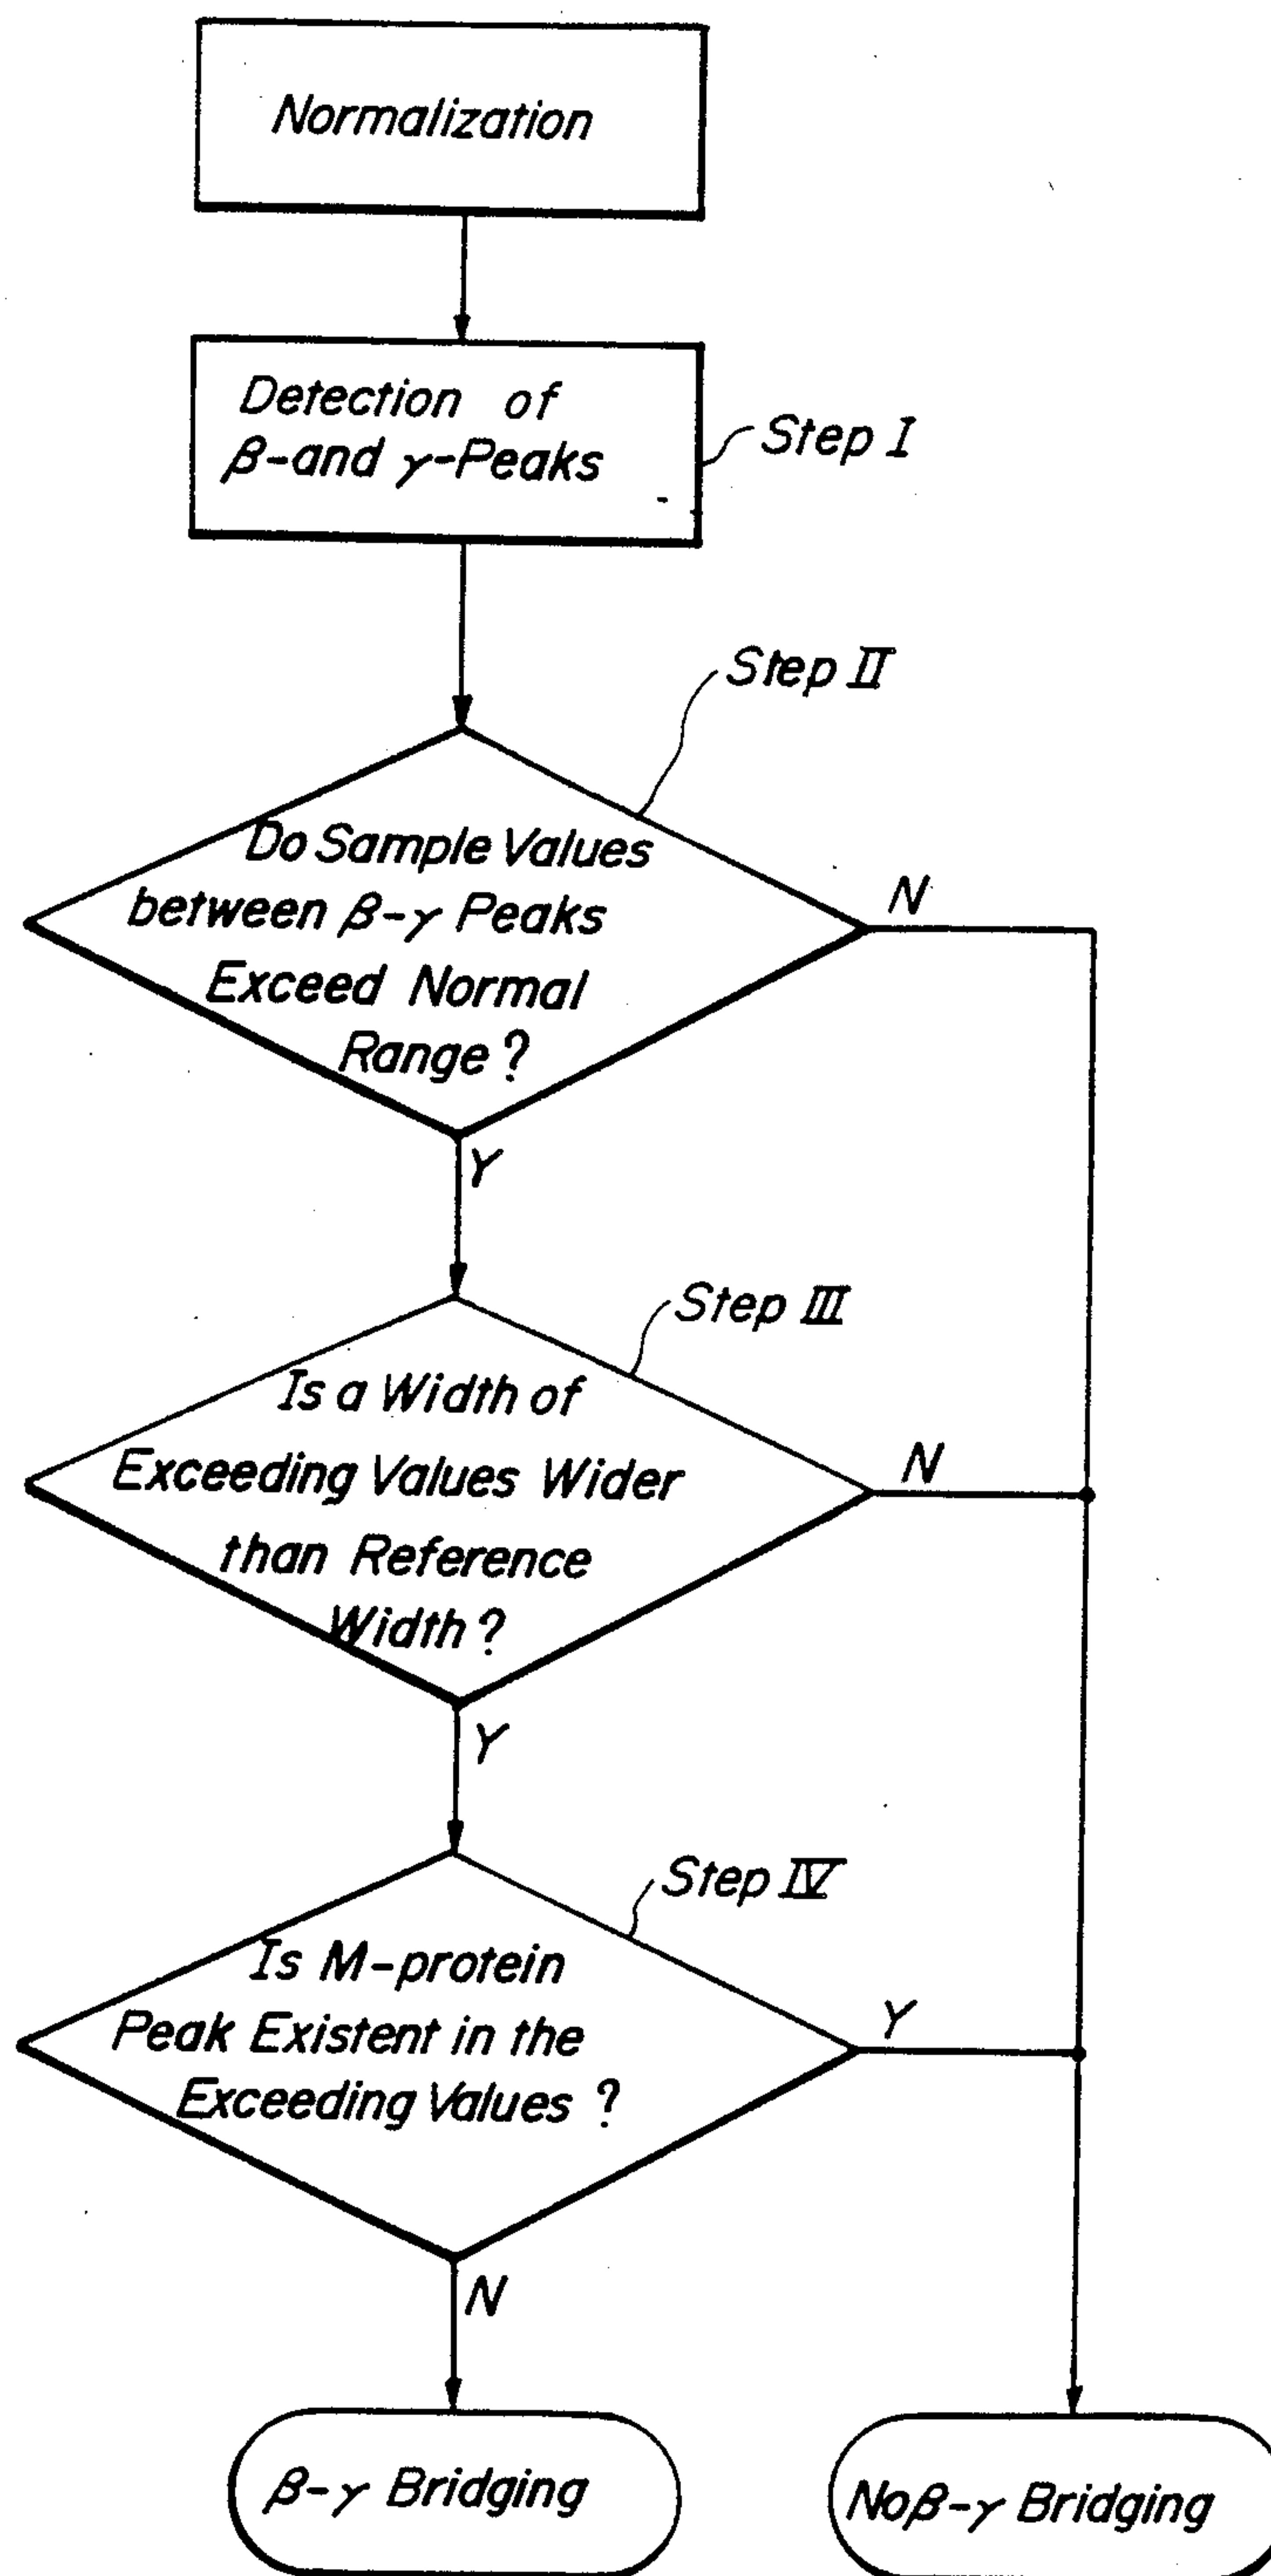 Normalization
Detection of
β-and γ-Peaks
Step I
Step II
Do Sample Values
between β-γ Peaks
Exceed Normal
Range?
N
Y
Step III
Is a Width of
Exceeding Values Wider
than Reference
Width?
N
Y
Step IV
Is M-protein
Peak Existent in the
Exceeding Values?
Y
N
β-γ Bridging
Noβ-γ Bridging